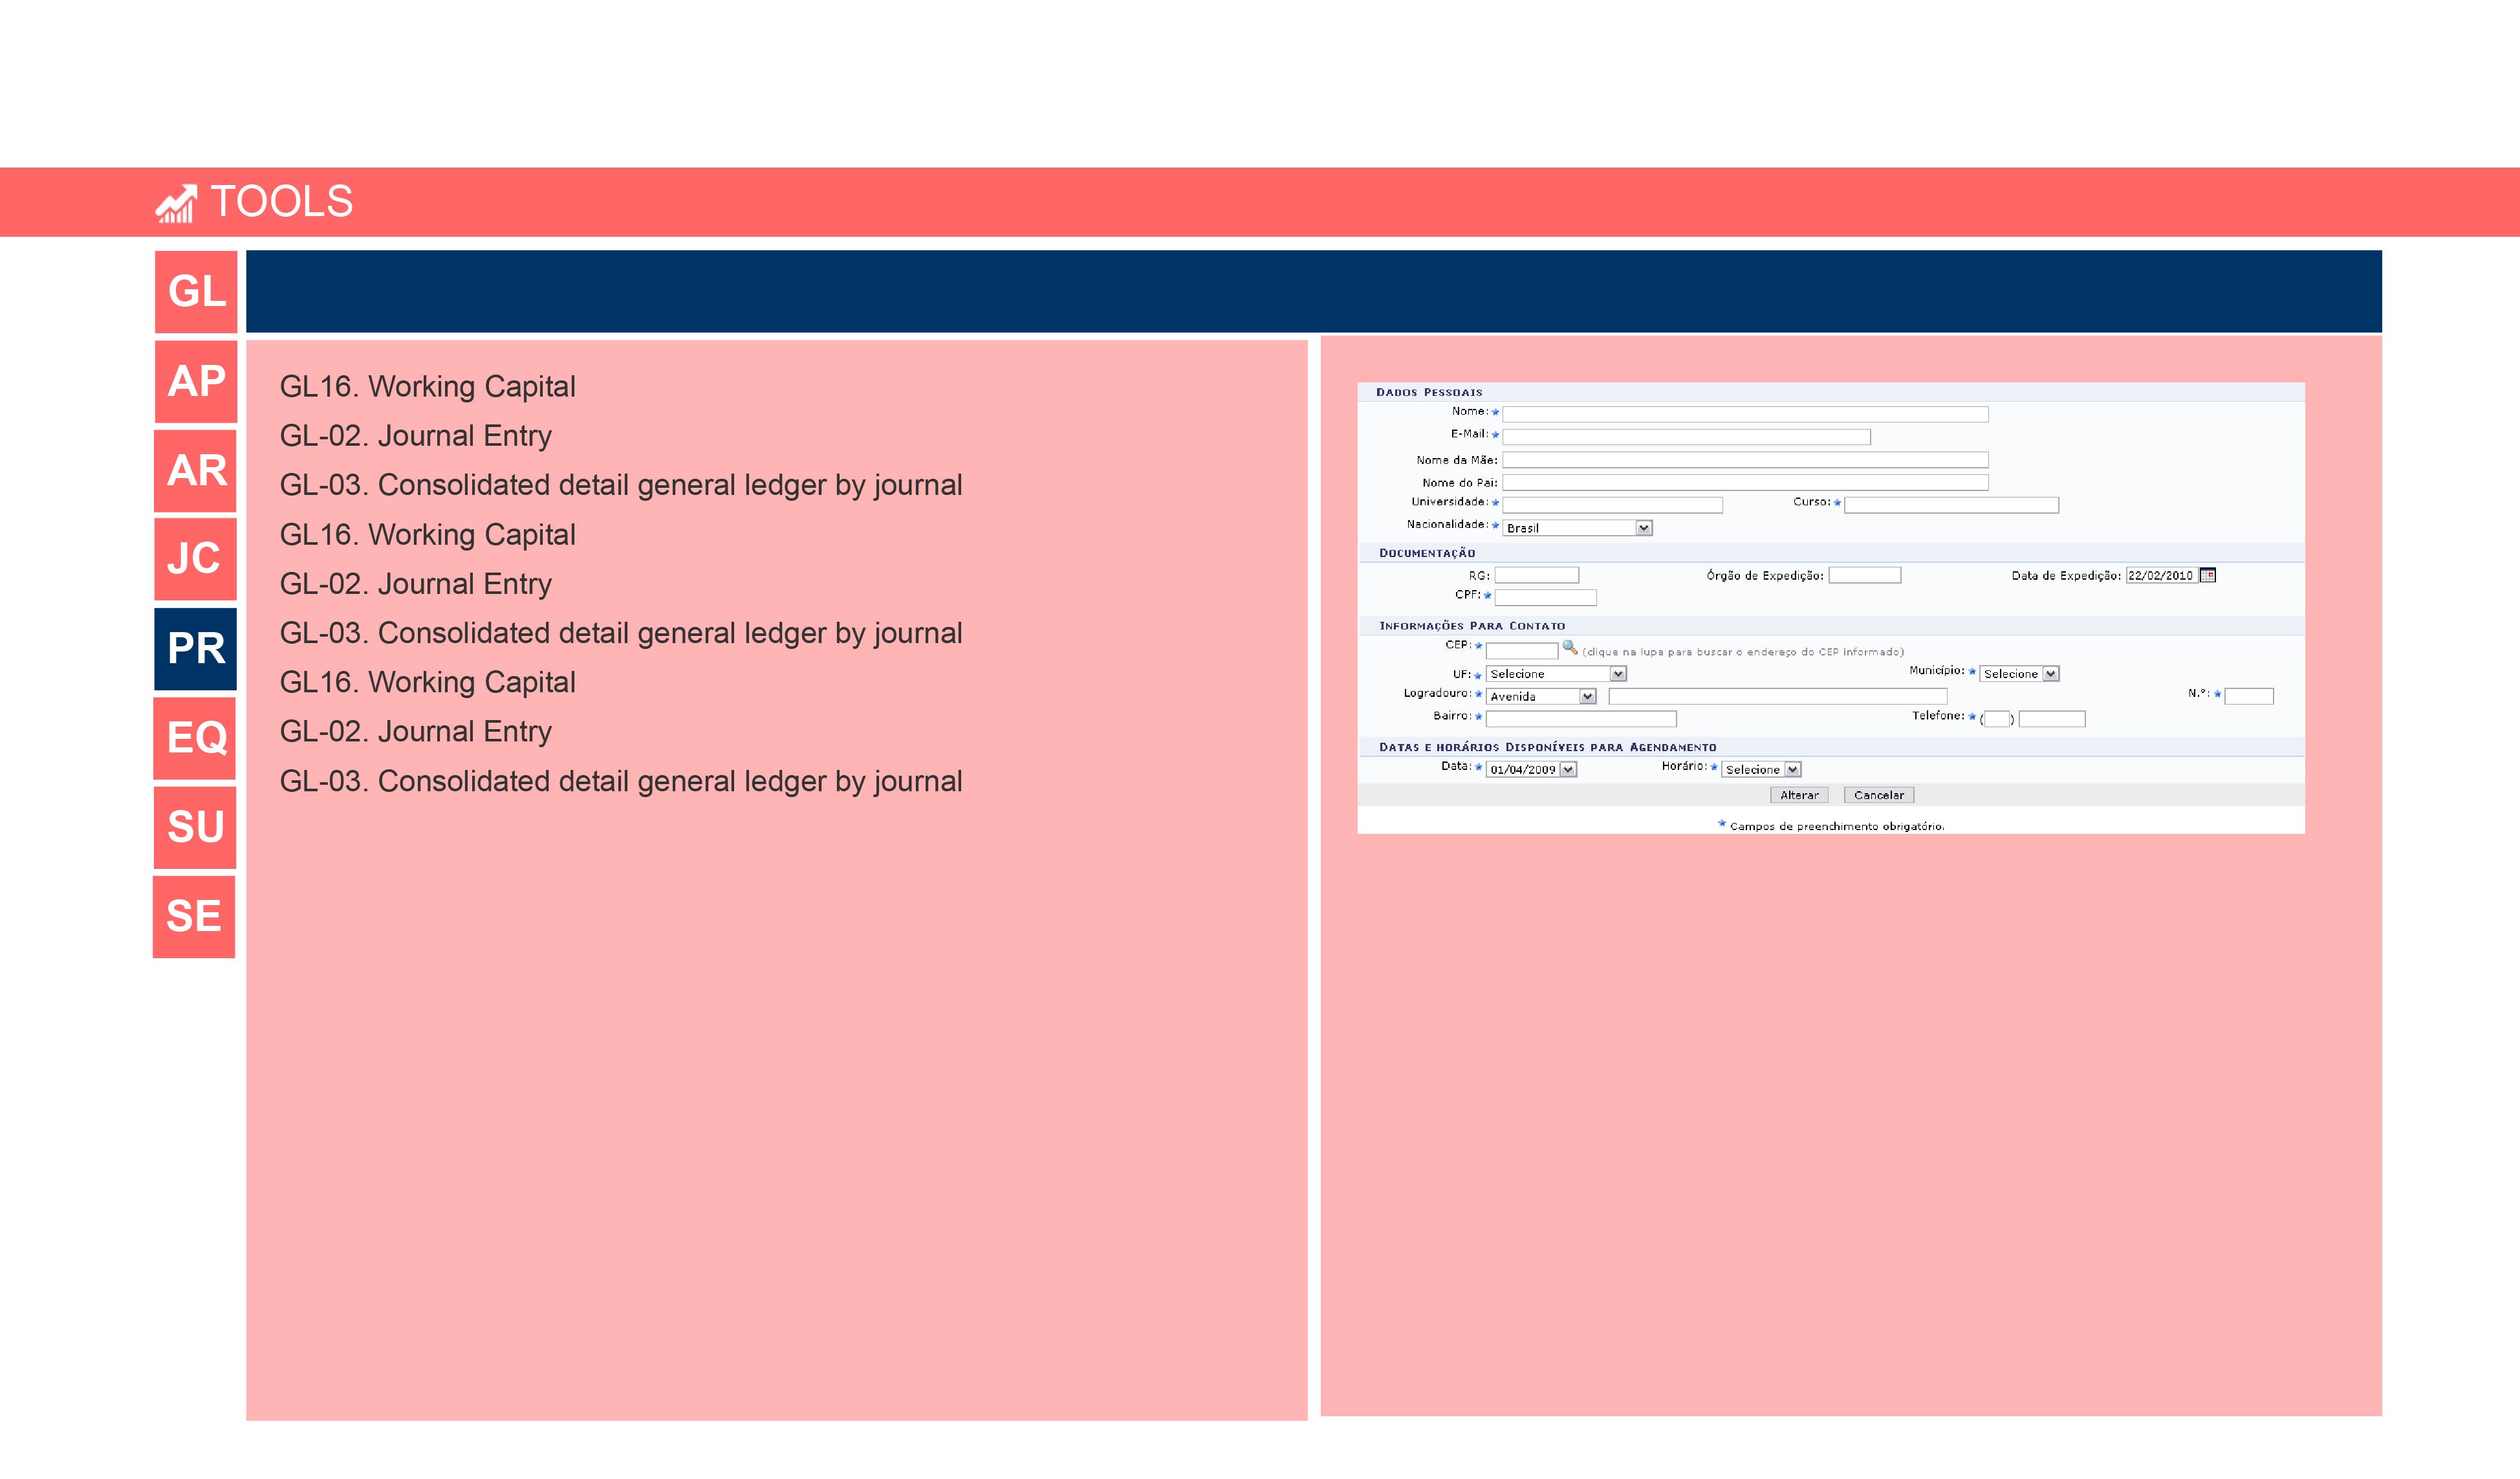 TOOLS
GL
AP
AR
JC
PR
EQ
SU
SE
GL16. Working Capital
GL-02. Journal Entry
GL-03. Consolidated detail general ledger by journal
GL16. Working Capital
GL-02. Journal Entry
GL-03. Consolidated detail general ledger by journal
GL16. Working Capital
GL-02. Journal Entry
GL-03. Consolidated detail general ledger by journal
DADOS PESSOAIS
Nome:
E-Mail:
Nome da Mãe:
Nome do Pai:
Universidade: Curso:
Nacionalidade: Brasil
DOCUMENTAÇÃO
RG: Órgão de Expedição: Data de Expedição: 22/02/2010
CPF:
INFORMAÇÕES PARA CONTATO
CEP: (clique na lupa para buscar o endereço do CEP informado)
UF: Selecione Município: Selecione
Logradouro: Avenida N.º:
Bairro: Telefone: ( )
DATAS E HORÁRIOS DISPONÍVEIS PARA AGENDAMENTO
Data: 01/04/2009 Horário: Selecione
Alterar Cancelar
Campos de preenchimento obrigatório.